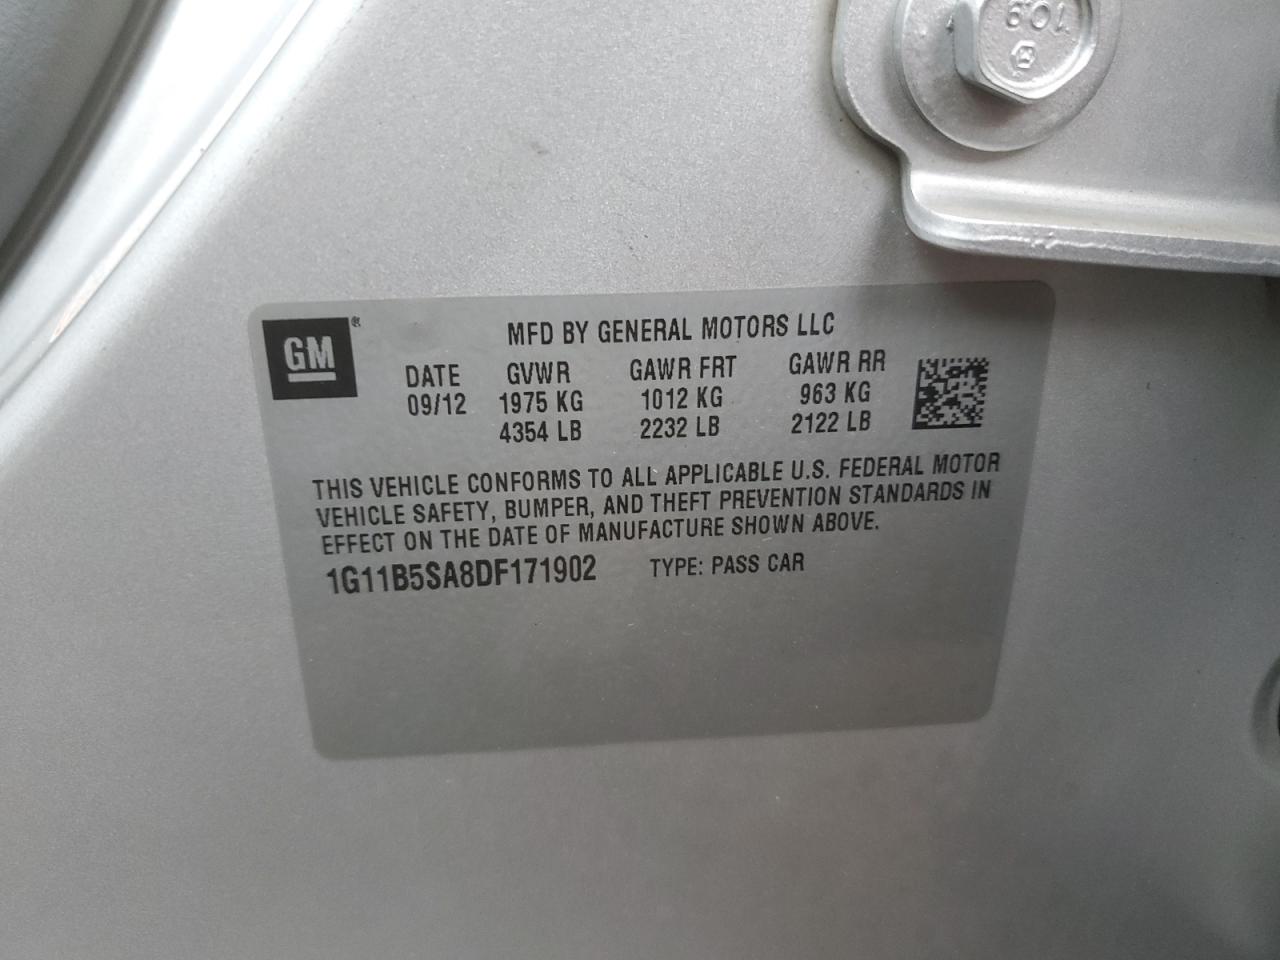 10.9
GM®
MFD BY GENERAL MOTORS LLC
DATE GVWR GAWR FRT GAWR RR
09/12 1975 KG 1012 KG 963 KG
4354 LB 2232 LB 2122 LB
THIS VEHICLE CONFORMS TO ALL APPLICABLE U.S. FEDERAL MOTOR
VEHICLE SAFETY, BUMPER, AND THEFT PREVENTION STANDARDS IN
EFFECT ON THE DATE OF MANUFACTURE SHOWN ABOVE.
1G11B5SA8DF171902 TYPE: PASS CAR